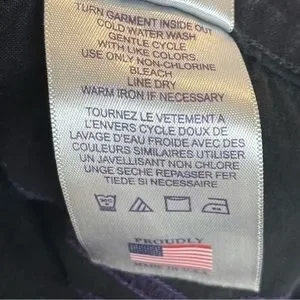 TURN GARMENT INSIDE OUT
COLD WATER WASH
GENTLE CYCLE
WITH LIKE COLORS
USE ONLY NON-CHLORINE
BLEACH
LINE DRY
WARM IRON IF NECESSARY
TOURNEZ LE VETEMENT A
L'ENVERS CYCLE DOUX DE
LAVAGE D'EAU FROIDE AVEC DES
COULEURS SIMILAIRES UTILISER
UN JAVELLISANT NON CHLORE
UNGE SECHE REPASSER FER
TIEDE SI NECESSAIRE
PROUDLY
MADE IN U.S.A.